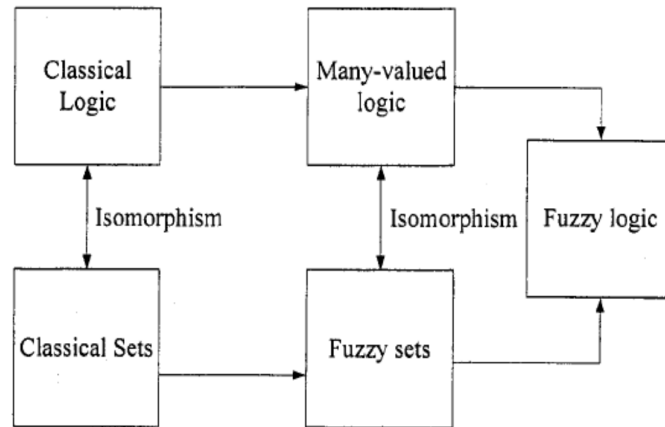 Classical
Logic
Many-valued
logic
Isomorphism
Isomorphism
Fuzzy logic
Classical Sets
Fuzzy sets